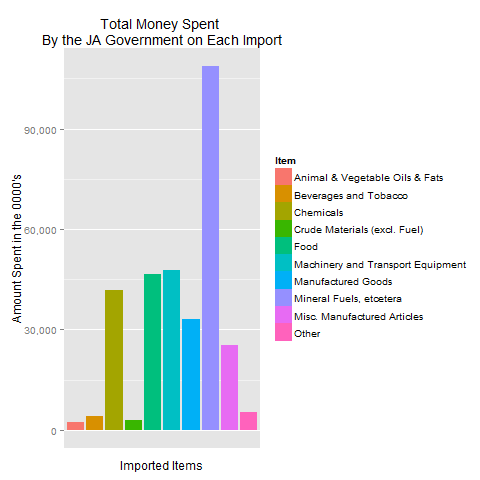 Total Money Spent
By the JA Government on Each Import
Amount Spent in the 0000's
90,000
60,000
30,000
0
Imported Items
Item
Animal & Vegetable Oils & Fats
Beverages and Tobacco
Chemicals
Crude Materials (excl. Fuel)
Food
Machinery and Transport Equipment
Manufactured Goods
Mineral Fuels, etcetera
Misc. Manufactured Articles
Other